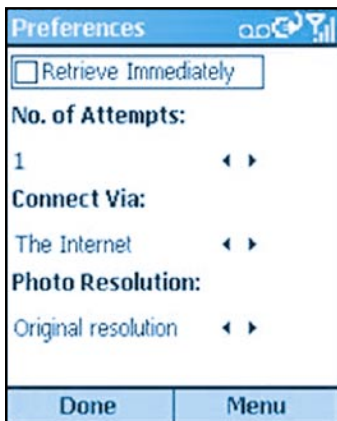 Preferences
Retrieve Immediately
No. of Attempts:
1
Connect Via:
The Internet
Photo Resolution:
Original resolution
Done Menu